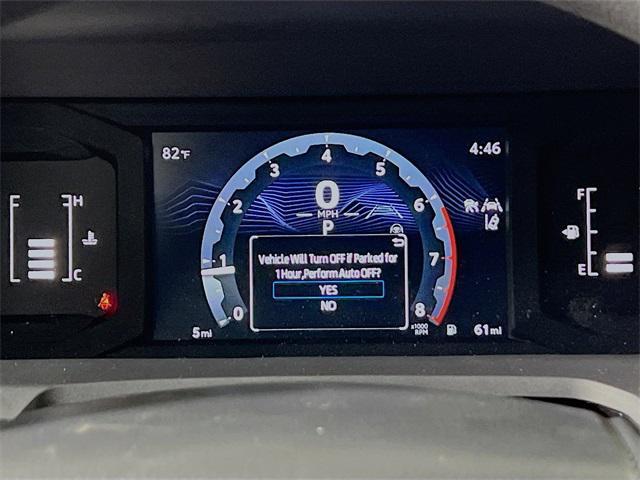 82°F
4:46
4
3
5
2
6
1
7
0
8
0
MPH
P
F
H
C
F
E
Vehicle Will Turn OFF if Parked for
1 Hour,Perform Auto OFF?
YES
NO
x1000
RPM
5mi
61mi